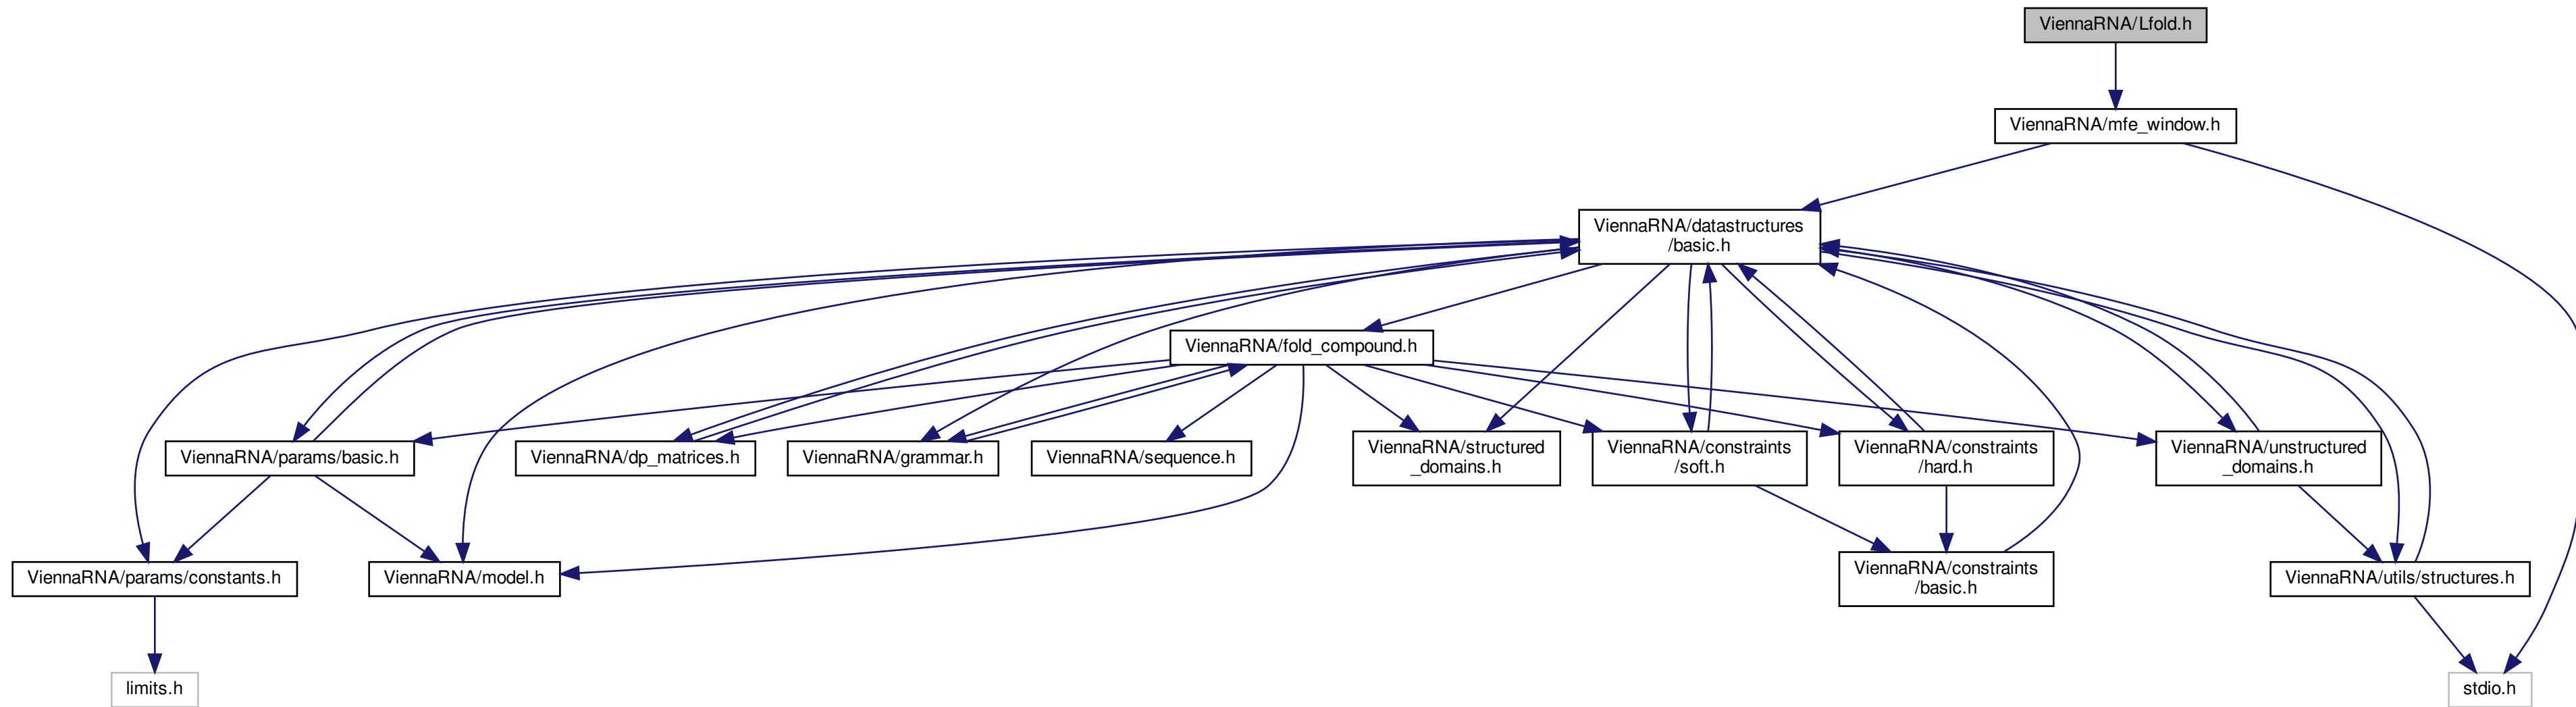 ViennaRNA/Lfold.h
ViennaRNA/mfe_window.h
ViennaRNA/datastructures
/basic.h
ViennaRNA/fold_compound.h
ViennaRNA/params/basic.h
ViennaRNA/dp_matrices.h
ViennaRNA/grammar.h
ViennaRNA/sequence.h
ViennaRNA/structured
_domains.h
ViennaRNA/constraints
/soft.h
ViennaRNA/constraints
/hard.h
ViennaRNA/unstructured
_domains.h
ViennaRNA/params/constants.h
ViennaRNA/model.h
ViennaRNA/constraints
/basic.h
ViennaRNA/utils/structures.h
limits.h
stdio.h